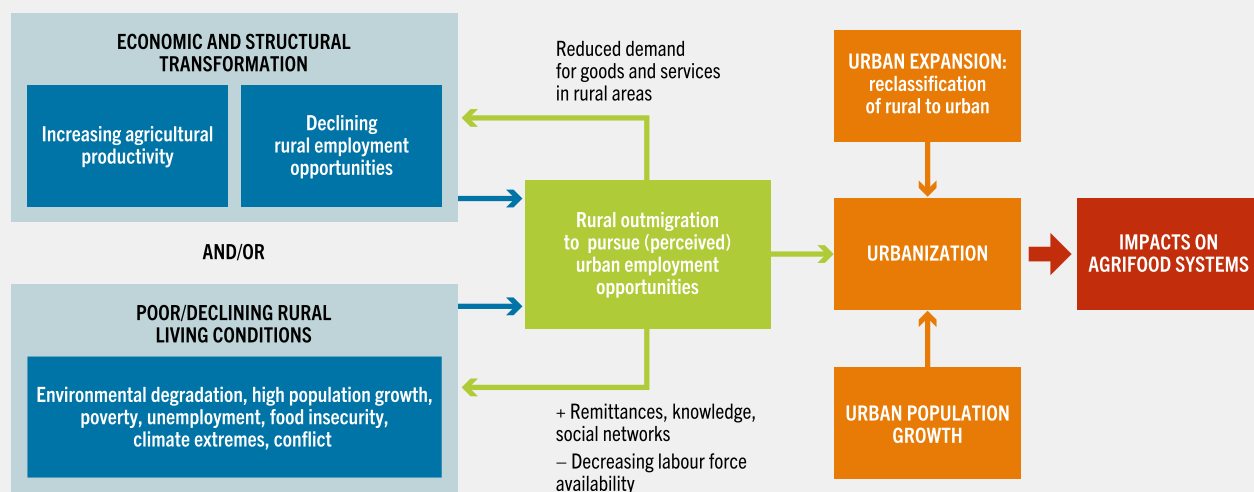 ECONOMIC AND STRUCTURAL
TRANSFORMATION
Increasing agricultural
productivity
Declining
rural employment
opportunities
AND/OR
POOR/DECLINING RURAL
LIVING CONDITIONS
Environmental degradation, high population growth,
poverty, unemployment, food insecurity,
climate extremes, conflict
Reduced demand
for goods and services
in rural areas
Rural outmigration
to pursue (perceived)
urban employment
opportunities
+ Remittances, knowledge,
social networks
– Decreasing labour force
availability
URBAN EXPANSION:
reclassification
of rural to urban
URBANIZATION
URBAN POPULATION
GROWTH
IMPACTS ON
AGRIFOOD SYSTEMS